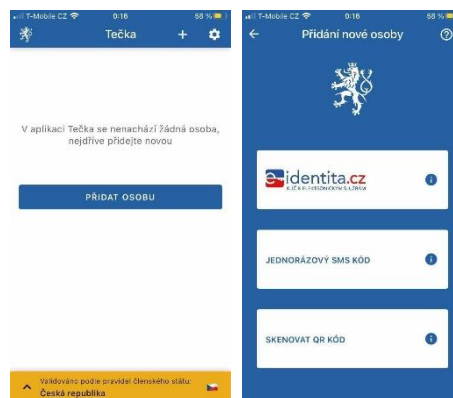 T-Mobile CZ 0:16 58 %
Tečka
V aplikaci Tečka se nenachází žádná osoba,
nejdříve přidejte novou
PŘIDAT OSOBU
Validováno podle pravidel členského státu:
Česká republika
T-Mobile CZ 0:16 58 %
Přidání nové osoby
identita.cz
JEDNORÁZOVÝ SMS KÓD
SKENOVAT QR KÓD